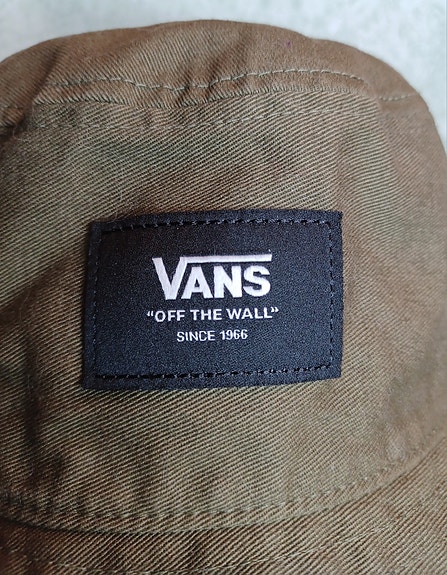 VANS
“OFF THE WALL”
SINCE 1966